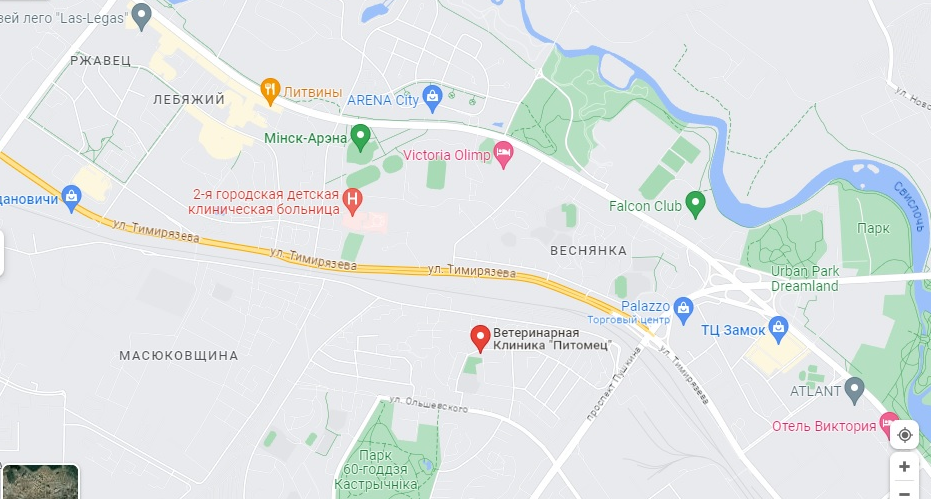 зей лего "Las-Legas"
РЖАВЕЦ
ЛЕБЯЖИЙ
Литвины
ARENA City
Мінск-Арэна
Victoria Olimp
2-я городская детская
клиническая больница
дановичи
ул. Тимирязева
ул. Тимирязева
ул. Тимирязева
Falcon Club
ул. Ново
Свислочь
Парк
ВЕСНЯНКА
Urban Park
Dreamland
Palazzo
Торговый центр
ТЦ Замок
Ветеринарная
Клиника "Питомец"
МАСЮКОВЩИНА
ул. Тимирязева
проспект Пушкина
ATLANT
ул. Ольшевского
Отель Виктория
Парк
60-годдзя
Кастрычніка